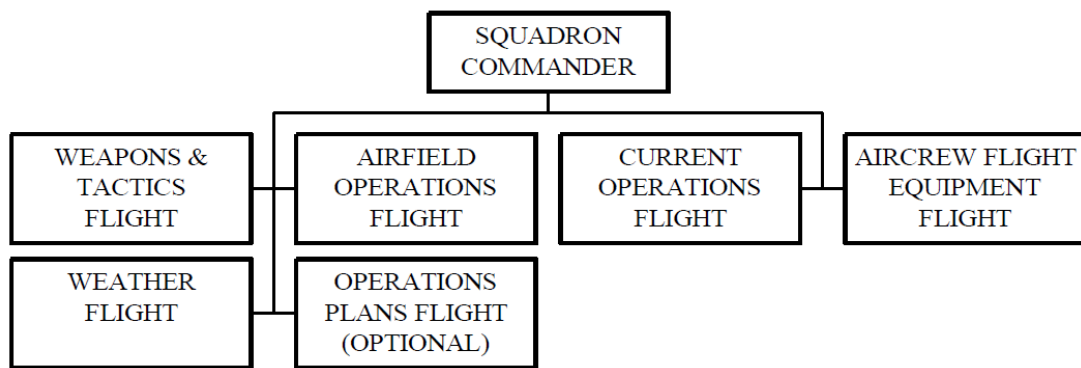 SQUADRON
COMMANDER
WEAPONS &
TACTICS
FLIGHT
AIRFIELD
OPERATIONS
FLIGHT
CURRENT
OPERATIONS
FLIGHT
AIRCREW FLIGHT
EQUIPMENT
FLIGHT
WEATHER
FLIGHT
OPERATIONS
PLANS FLIGHT
(OPTIONAL)